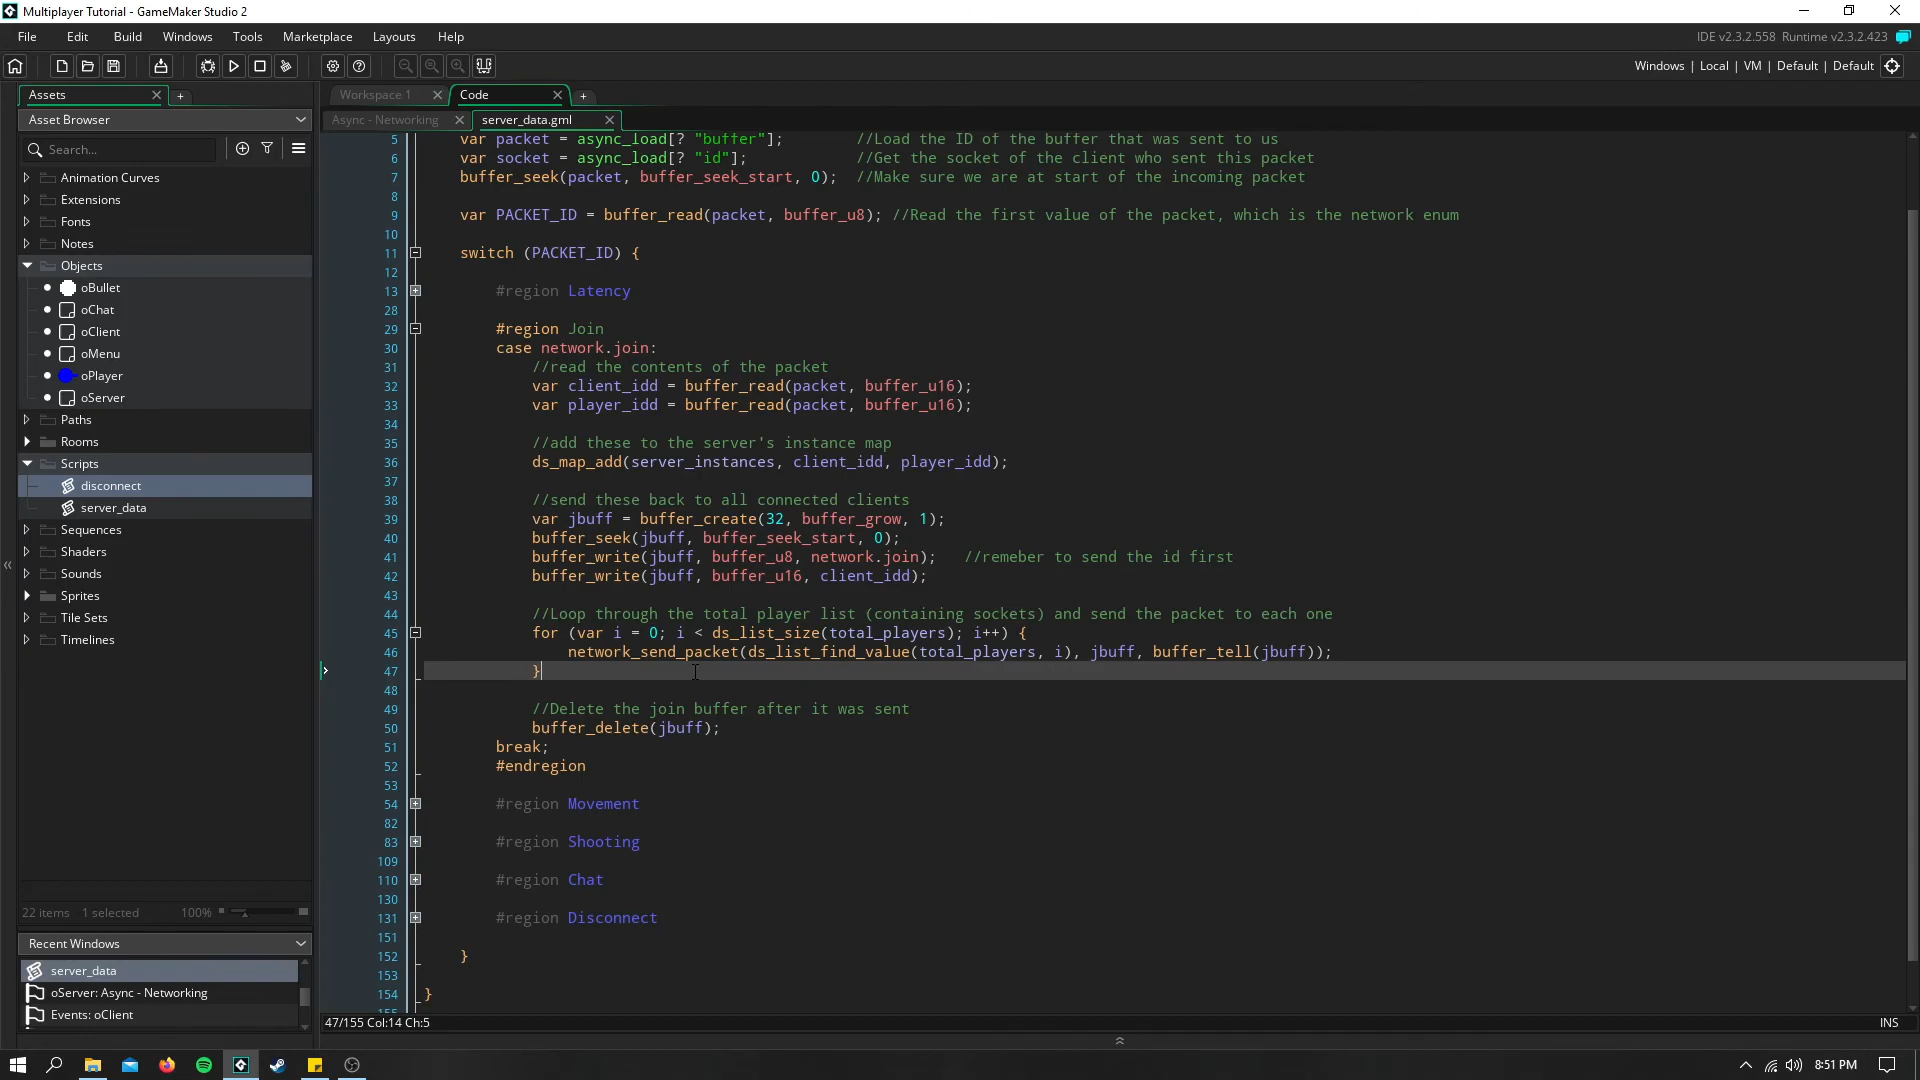 Multiplayer Tutorial - GameMaker Studio 2
File Edit Build Windows Tools Marketplace Layouts Help
IDE v2.3.2.558 Runtime v2.3.2.423
Windows | Local | VM | Default | Default
Assets
Workspace 1
Code
Asset Browser
Async - Networking
server_data.gml
Search...
Animation Curves
Extensions
Fonts
Notes
Objects
oBullet
oChat
oClient
oMenu
oPlayer
oServer
Paths
Rooms
Scripts
disconnect
server_data
Sequences
Shaders
Sounds
Sprites
Tile Sets
Timelines
22 items 1 selected 100%
Recent Windows
server_data
oServer: Async - Networking
Events: oClient
5 var packet = async_load[? "buffer"]; //Load the ID of the buffer that was sent to us
6 var socket = async_load[? "id"]; //Get the socket of the client who sent this packet
7 buffer_seek(packet, buffer_seek_start, 0); //Make sure we are at start of the incoming packet
8
9 var PACKET_ID = buffer_read(packet, buffer_u8); //Read the first value of the packet, which is the network enum
10
11 switch (PACKET_ID) {
12
13 #region Latency
28
29 #region Join
30 case network.join:
31 //read the contents of the packet
32 var client_idd = buffer_read(packet, buffer_u16);
33 var player_idd = buffer_read(packet, buffer_u16);
34
35 //add these to the server's instance map
36 ds_map_add(server_instances, client_idd, player_idd);
37
38 //send these back to all connected clients
39 var jbuff = buffer_create(32, buffer_grow, 1);
40 buffer_seek(jbuff, buffer_seek_start, 0);
41 buffer_write(jbuff, buffer_u8, network.join); //remeber to send the id first
42 buffer_write(jbuff, buffer_u16, client_idd);
43
44 //Loop through the total player list (containing sockets) and send the packet to each one
45 for (var i = 0; i < ds_list_size(total_players); i++) {
46 network_send_packet(ds_list_find_value(total_players, i), jbuff, buffer_tell(jbuff));
47 }
48
49 //Delete the join buffer after it was sent
50 buffer_delete(jbuff);
51 break;
52 #endregion
53
54 #region Movement
82
83 #region Shooting
109
110 #region Chat
130
131 #region Disconnect
151
152 }
153
154 }
155
47/155 Col:14 Ch:5
INS
8:51 PM